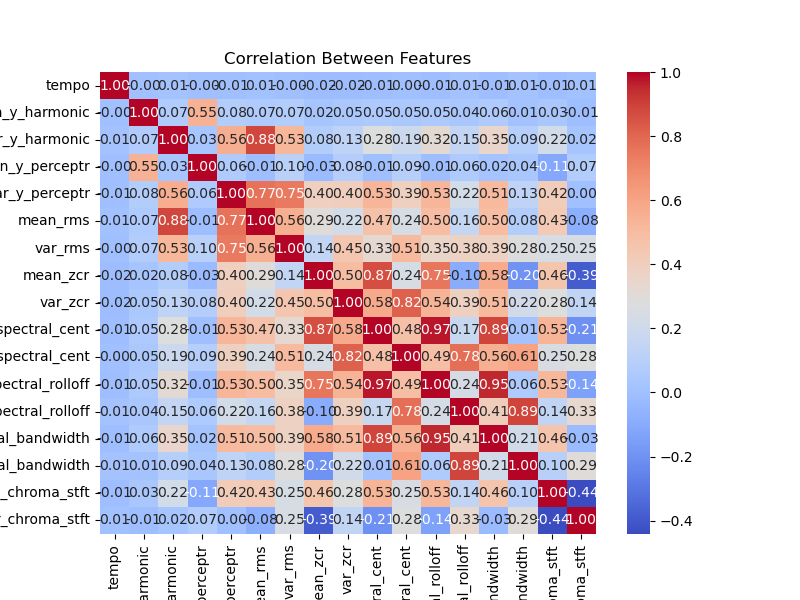 Correlation Between Features
tempo 1.00 -0.00 0.01 -0.00 -0.01 0.01 -0.00 -0.02 -0.02 -0.01 0.00 -0.01 0.01 -0.01 0.01 -0.01 0.01
n_y_harmonic -0.00 1.00 0.07 0.55 0.08 0.07 0.07 0.02 0.05 0.05 0.05 0.05 0.04 0.06 0.01 0.03 -0.01
r_y_harmonic -0.01 0.07 1.00 0.03 0.56 0.88 0.53 0.08 0.13 0.28 0.19 0.32 0.15 0.35 0.09 0.22 0.02
n_y_perceptr -0.00 0.55 0.03 1.00 0.06 -0.01 0.10 -0.03 0.08 -0.01 0.09 -0.01 0.06 0.02 0.04 -0.11 0.07
ar_y_perceptr -0.01 0.08 0.56 0.06 1.00 0.77 0.75 0.40 0.40 0.53 0.39 0.53 0.22 0.51 0.13 0.42 0.00
mean_rms -0.01 0.07 0.88 -0.01 0.77 1.00 0.56 0.29 0.22 0.47 0.24 0.50 0.16 0.50 0.08 0.43 -0.08
var_rms -0.00 0.07 0.53 0.10 0.75 0.56 1.00 0.14 0.45 0.33 0.51 0.35 0.38 0.39 0.28 0.25 0.25
mean_zcr -0.02 0.02 0.08 -0.03 0.40 0.29 0.14 1.00 0.50 0.87 0.24 0.75 -0.10 0.58 -0.20 0.46 -0.39
var_zcr -0.02 0.05 0.13 0.08 0.40 0.22 0.45 0.50 1.00 0.58 0.82 0.54 0.39 0.51 0.22 0.28 0.14
spectral_cent -0.01 0.05 0.28 -0.01 0.53 0.47 0.33 0.87 0.58 1.00 0.48 0.97 0.17 0.89 0.01 0.53 -0.21
spectral_cent -0.00 0.05 0.19 0.09 0.39 0.24 0.51 0.24 0.82 0.48 1.00 0.49 0.78 0.56 0.61 0.25 0.28
ectral_rolloff -0.01 0.05 0.32 -0.01 0.53 0.50 0.35 0.75 0.54 0.97 0.49 1.00 0.24 0.95 0.06 0.53 -0.14
pectral_rolloff -0.01 0.04 0.15 0.06 0.22 0.16 0.38 -0.10 0.39 0.17 0.78 0.24 1.00 0.41 0.89 0.14 0.33
al_bandwidth -0.01 0.06 0.35 0.02 0.51 0.50 0.39 0.58 0.51 0.89 0.56 0.95 0.41 1.00 0.21 0.46 -0.03
al_bandwidth -0.01 0.01 0.09 0.04 0.13 0.08 0.28 -0.20 0.22 0.01 0.61 0.06 0.89 0.21 1.00 0.10 0.29
_chroma_stft -0.01 0.03 0.22 -0.11 0.42 0.43 0.25 0.46 0.28 0.53 0.25 0.53 0.14 0.46 0.10 1.00 -0.44
r_chroma_stft -0.01 -0.01 0.02 0.07 0.00 -0.08 0.25 -0.39 0.14 -0.21 0.28 -0.14 0.33 -0.03 0.29 -0.44 1.00
tempo
armonic
armonic
perceptr
perceptr
ean_rms
var_rms
ean_zcr
var_zcr
ral_cent
ral_cent
l_rolloff
l_rolloff
ndwidth
ndwidth
ma_stft
ma_stft
1.0
0.8
0.6
0.4
0.2
0.0
−0.2
−0.4